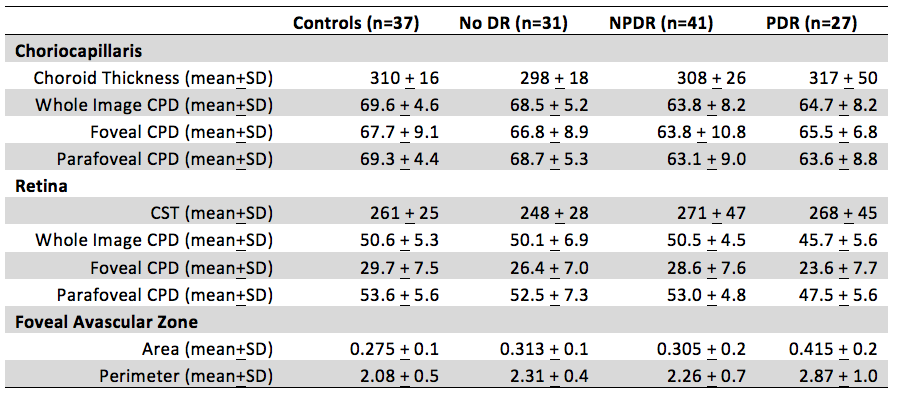 Controls (n=37) No DR (n=31) NPDR (n=41) PDR (n=27)
Choriocapillaris
Choroid Thickness (mean±SD) 310 ± 16 298 ± 18 308 ± 26 317 ± 50
Whole Image CPD (mean±SD) 69.6 ± 4.6 68.5 ± 5.2 63.8 ± 8.2 64.7 ± 8.2
Foveal CPD (mean±SD) 67.7 ± 9.1 66.8 ± 8.9 63.8 ± 10.8 65.5 ± 6.8
Parafoveal CPD (mean±SD) 69.3 ± 4.4 68.7 ± 5.3 63.1 ± 9.0 63.6 ± 8.8
Retina
CST (mean±SD) 261 ± 25 248 ± 28 271 ± 47 268 ± 45
Whole Image CPD (mean±SD) 50.6 ± 5.3 50.1 ± 6.9 50.5 ± 4.5 45.7 ± 5.6
Foveal CPD (mean±SD) 29.7 ± 7.5 26.4 ± 7.0 28.6 ± 7.6 23.6 ± 7.7
Parafoveal CPD (mean±SD) 53.6 ± 5.6 52.5 ± 7.3 53.0 ± 4.8 47.5 ± 5.6
Foveal Avascular Zone
Area (mean±SD) 0.275 ± 0.1 0.313 ± 0.1 0.305 ± 0.2 0.415 ± 0.2
Perimeter (mean±SD) 2.08 ± 0.5 2.31 ± 0.4 2.26 ± 0.7 2.87 ± 1.0